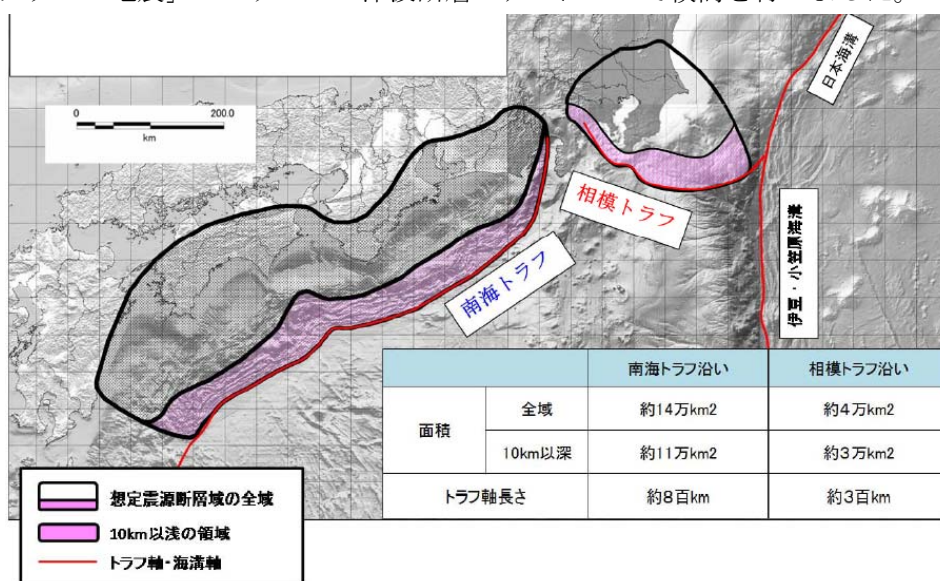 0 200.0
km
日本海溝
相模トラフ
伊豆・小笠原海溝
南海トラフ
南海トラフ沿い 相模トラフ沿い
面積 全域 約14万km2 約4万km2
10km以深 約11万km2 約3万km2
トラフ軸長さ 約8百km 約3百km
想定震源断層域の全域
10km以浅の領域
トラフ軸・海溝軸